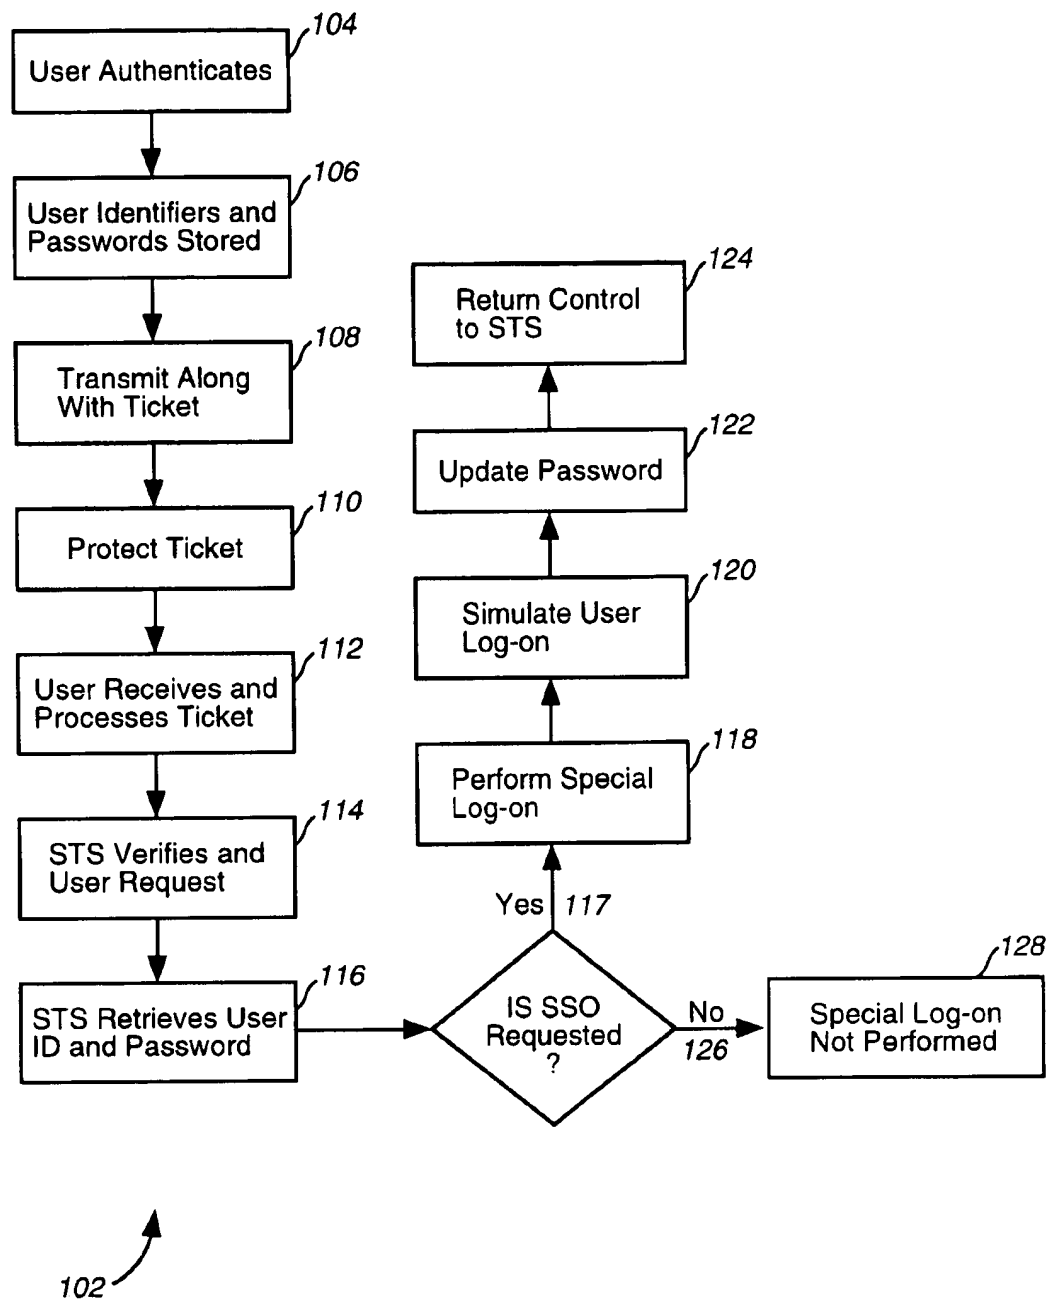 104
User Authenticates
106
User Identifiers and
Passwords Stored
108
Transmit Along
With Ticket
110
Protect Ticket
112
User Receives and
Processes Ticket
114
STS Verifies and
User Request
116
STS Retrieves User
ID and Password
IS SSO
Requested
?
Yes 117
118
Perform Special
Log-on
120
Simulate User
Log-on
122
Update Password
124
Return Control
to STS
No
126
128
Special Log-on
Not Performed
102